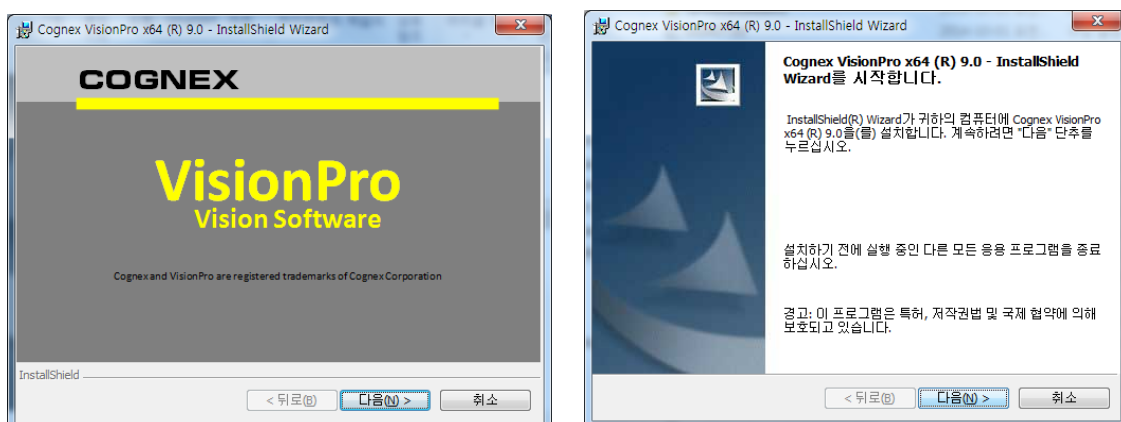 Cognex VisionPro x64 (R) 9.0 - InstallShield Wizard
COGNEX
VisionPro
Vision Software
Cognex and VisionPro are registered trademarks of Cognex Corporation
InstallShield
< 뒤로(B)
다음(N) >
취소
Cognex VisionPro x64 (R) 9.0 - InstallShield Wizard
Cognex VisionPro x64 (R) 9.0 - InstallShield
Wizard를 시작합니다.
InstallShield(R) Wizard가 귀하의 컴퓨터에 Cognex VisionPro
x64 (R) 9.0을(를) 설치합니다. 계속하려면 "다음" 단추를
누르십시오.
설치하기 전에 실행 중인 다른 모든 응용 프로그램을 종료
하십시오.
경고: 이 프로그램은 특허, 저작권법 및 국제 협약에 의해
보호되고 있습니다.
< 뒤로(B)
다음(N) >
취소